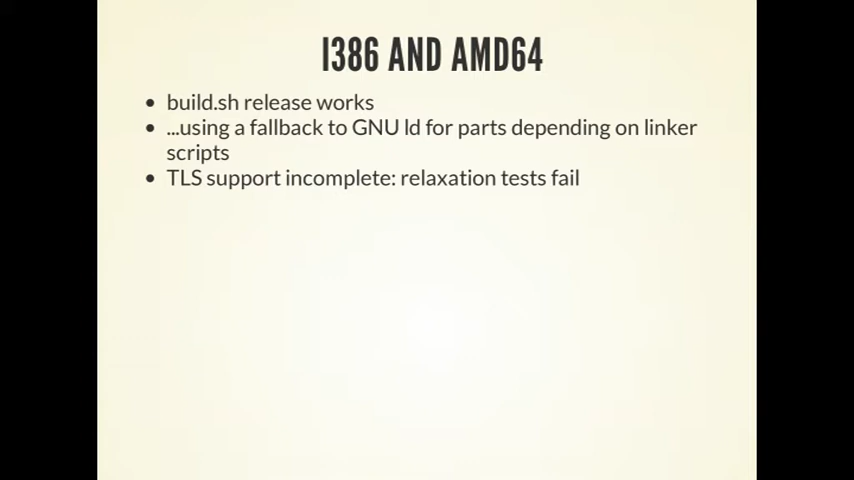 I386 AND AMD64
• build.sh release works
• ...using a fallback to GNU ld for parts depending on linker
scripts
• TLS support incomplete: relaxation tests fail